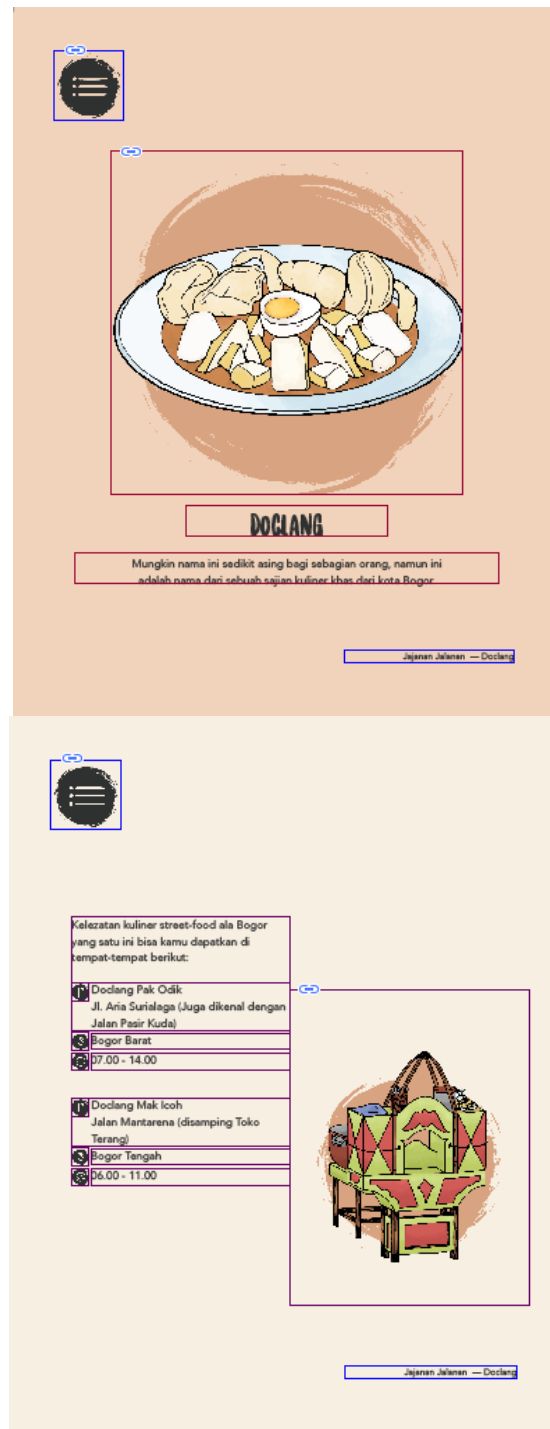 DOCLANG
Mungkin nama ini sedikit asing bagi sebagian orang, namun ini
adalah nama dari sebuah sajian kuliner khas dari kota Bogor
Jajanan Jalanan — Doclang
Kelezatan kuliner street-food ala Bogor
yang satu ini bisa kamu dapatkan di
tempat-tempat berikut:
Doclang Pak Odik
Jl. Aria Surialaga (Juga dikenal dengan
Jalan Pasir Kuda)
Bogor Barat
07.00 - 14.00
Doclang Mak Icoh
Jalan Mantarena (disamping Toko
Terang)
Bogor Tengah
06.00 - 11.00
Jajanan Jalanan — Doclang